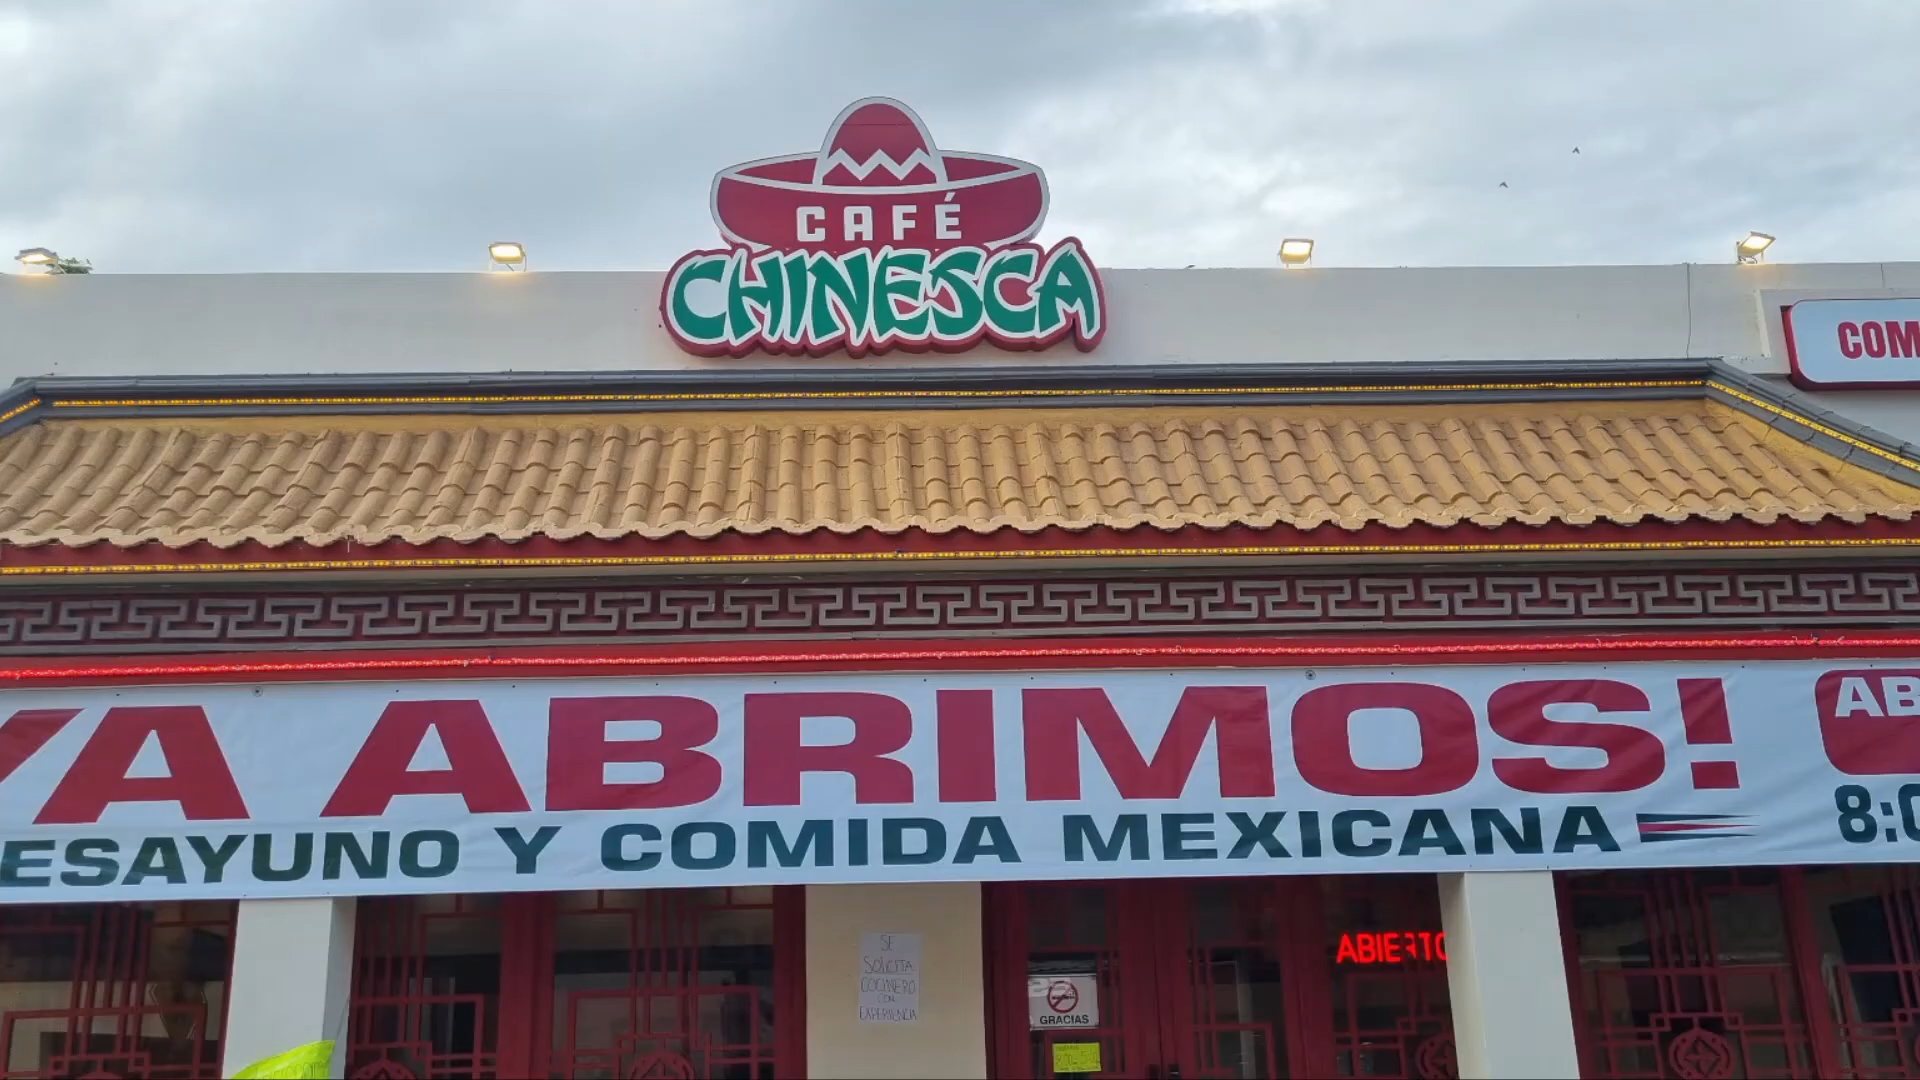 CAFÉ
CHINESCA
COM
YA ABRIMOS!
ESAYUNO Y COMIDA MEXICANA
AB
8:0
SE
SOLICITA
COCINERO
CON
EXPERIENCIA
ABIERTO
GRACIAS